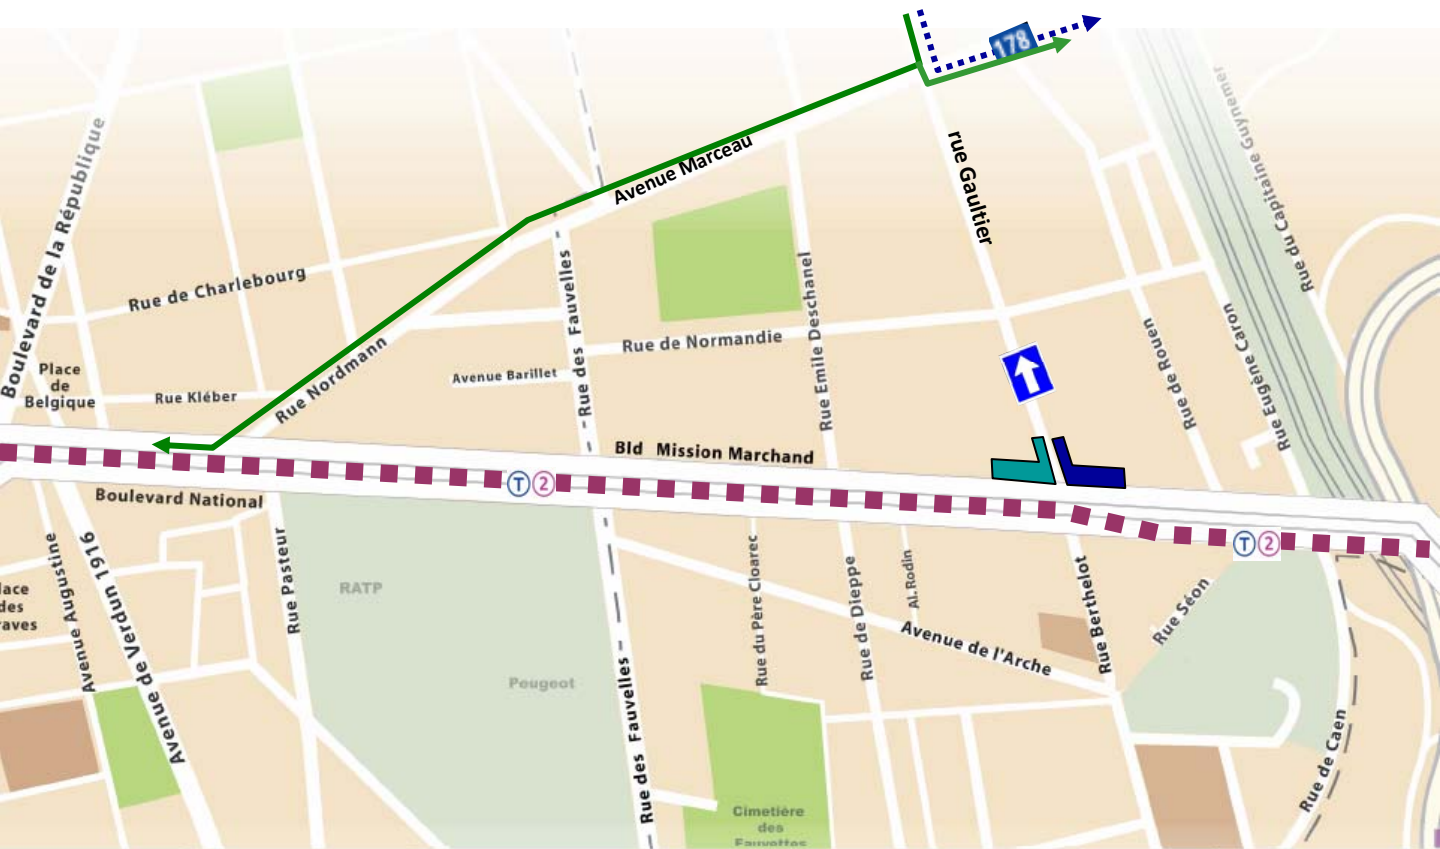 178
Rue du Capitaine Guynemer
Boulevard de la République
Avenue Marceau
rue Gaultier
Rue de Charlebourg
Rue des Fauvelles
Rue Emile Deschanel
Rue de Normandie
Rue de Rouen
Rue Eugène Caron
Place
de
Belgique
Rue Kléber
Rue Nordmann
Avenue Barillet
Bld Mission Marchand
T 2
Boulevard National
T 2
Avenue Augustine
Avenue de Verdun 1916
Rue Pasteur
RATP
Rue du Père Cloarec
Rue de Dieppe
Al. Rodin
Rue Berthelot
Rue Séon
des
Avenue de l'Arche
Peugeot
Rue des Fauvelles
Rue de Caen
Cimetière
des
Fauvettes